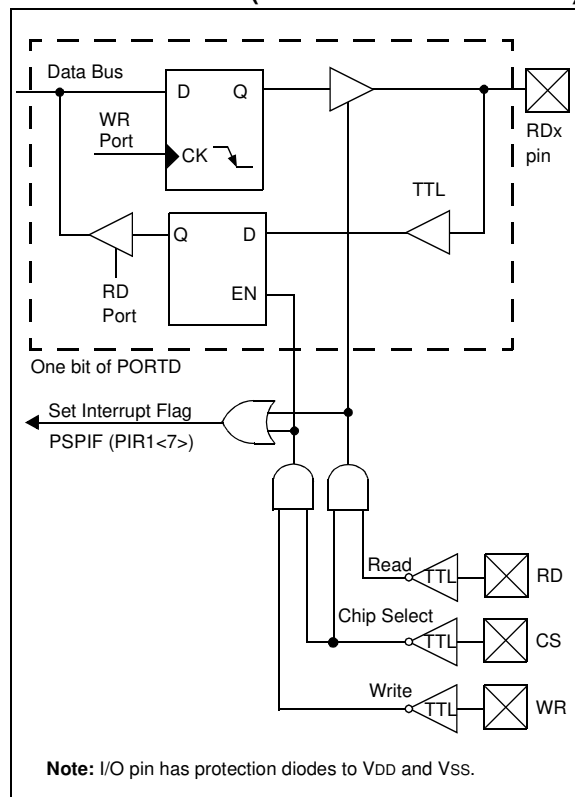 Data Bus
D Q
WR
Port
CK
RDx
pin
TTL
Q D
EN
RD
Port
One bit of PORTD
Set Interrupt Flag
PSPIF (PIR1<7>)
Read
TTL
RD
Chip Select
TTL
CS
Write
TTL
WR
Note: I/O pin has protection diodes to VDD and VSS.